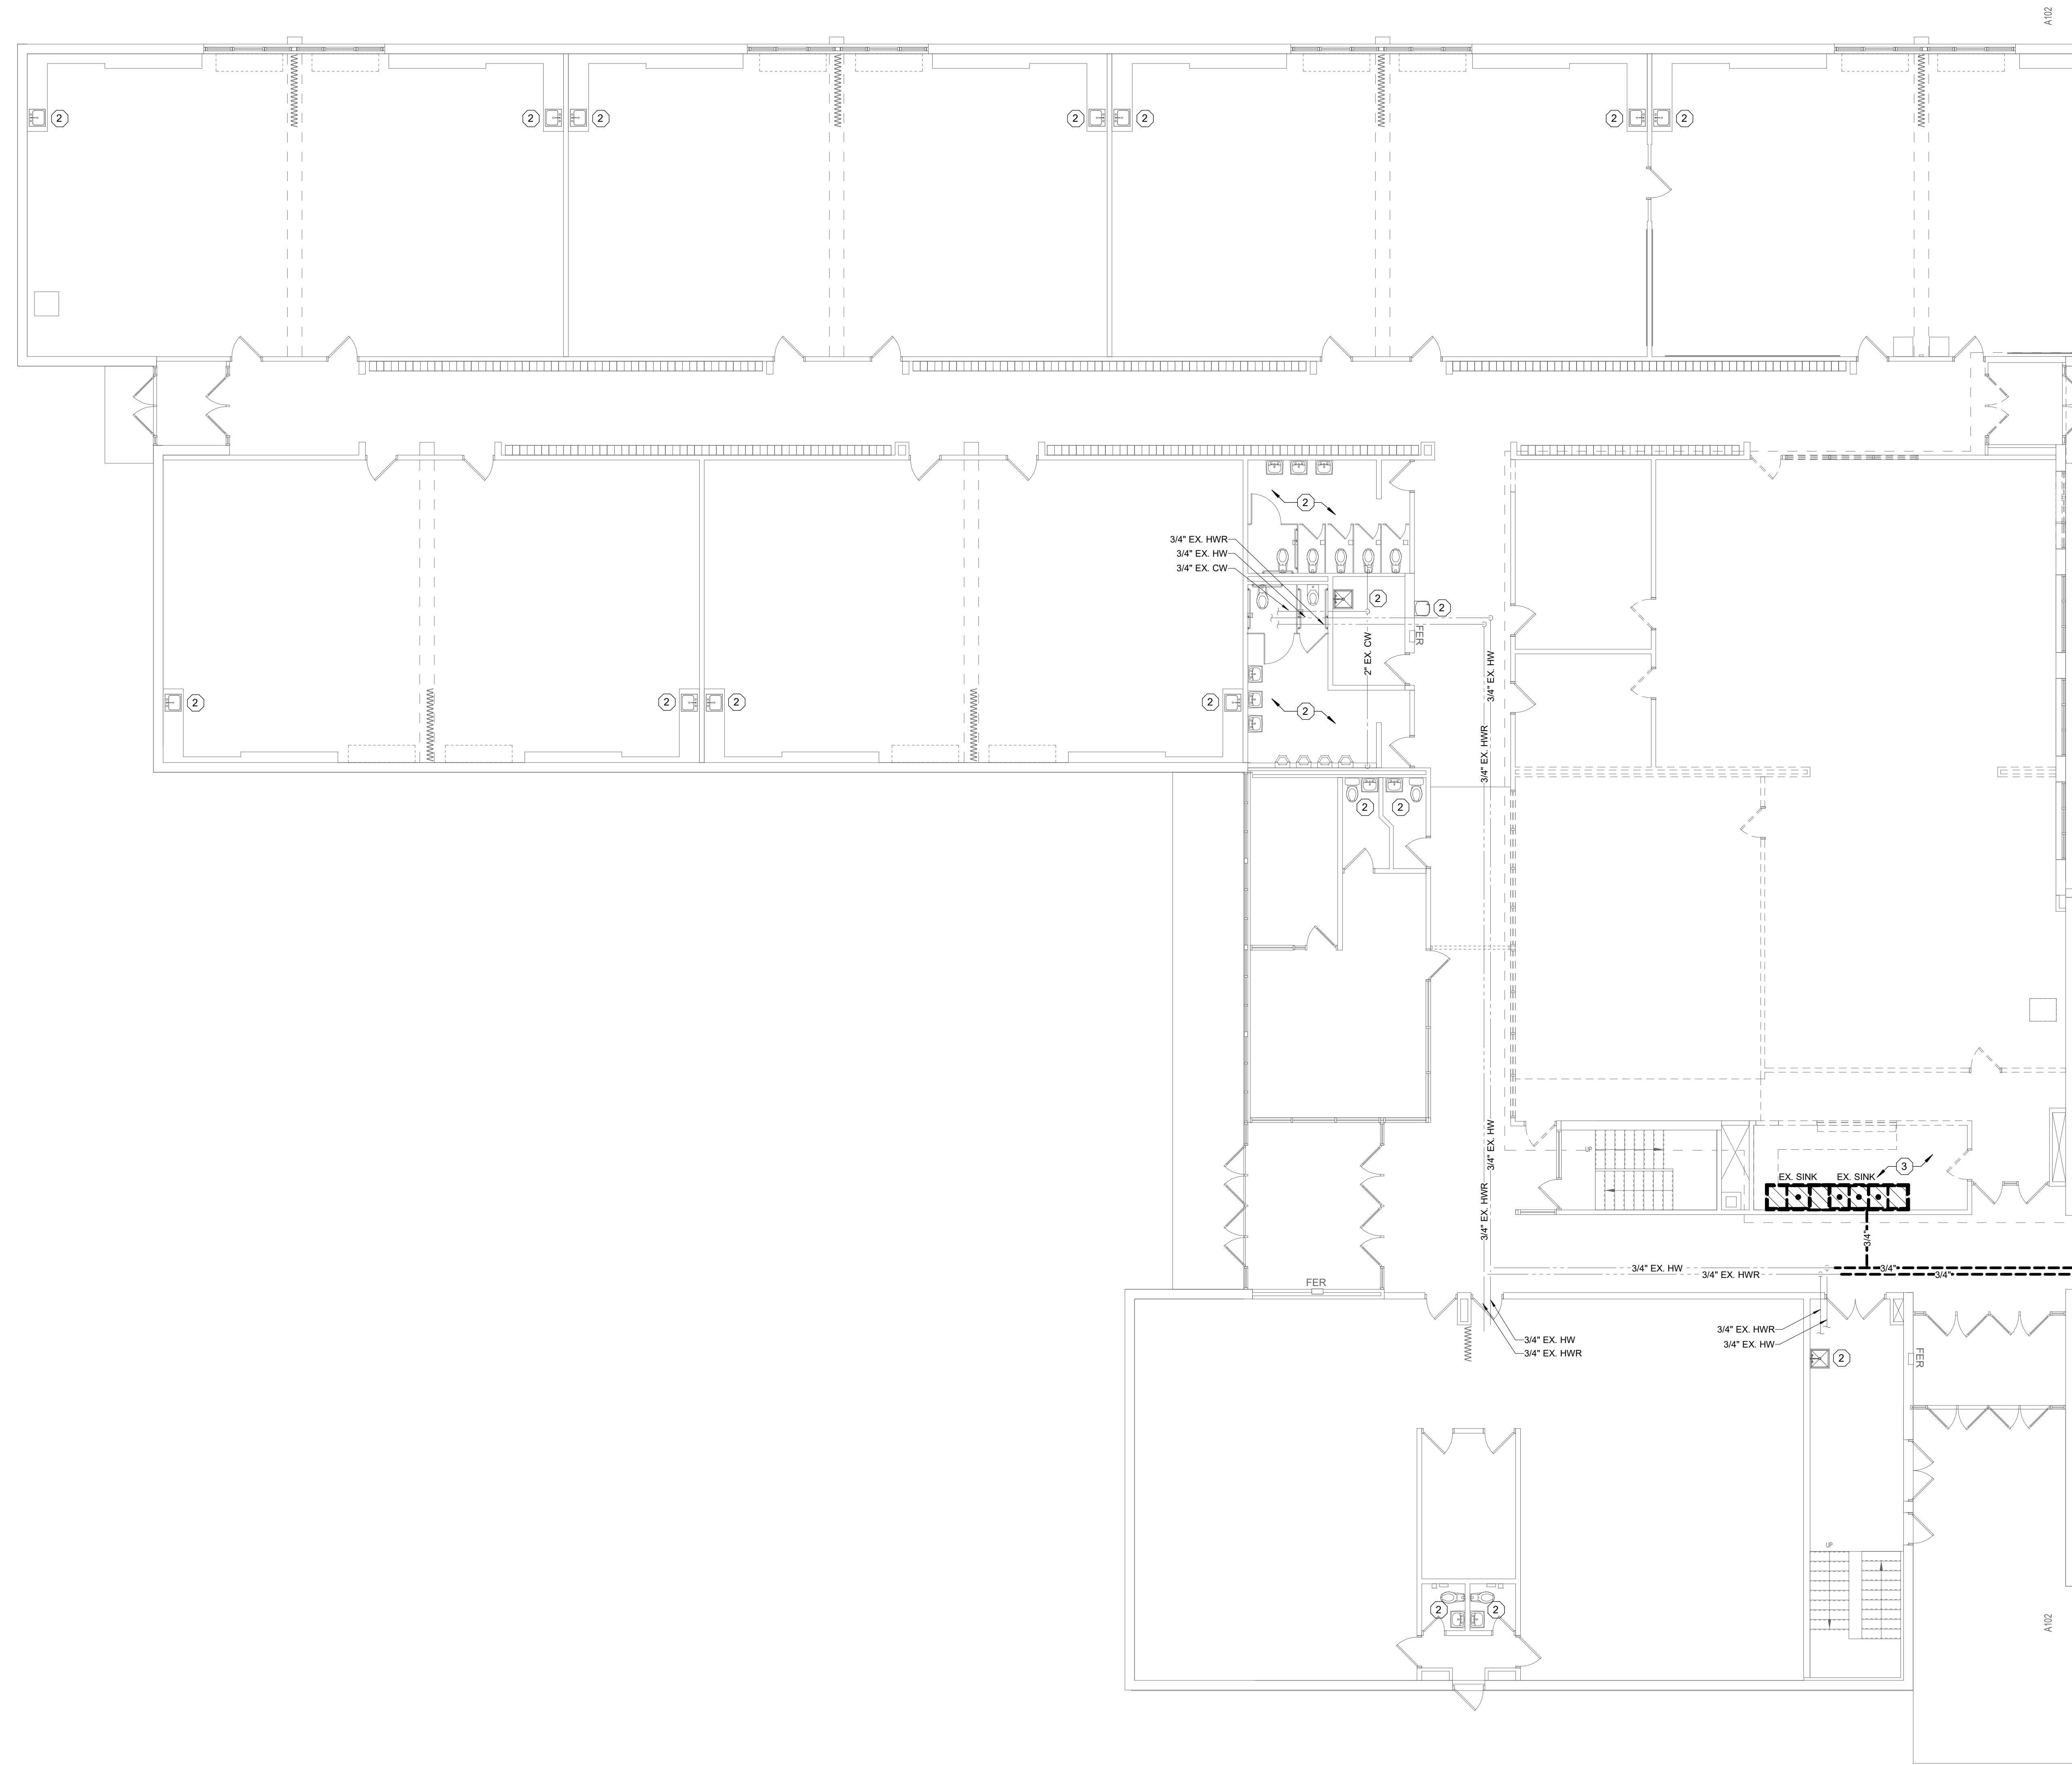 A102
2
2
2
2
2
2
2
2
3/4" EX. HWR
3/4" EX. HW
3/4" EX. CW
2
2
2
FER
2" EX. CW
3/4" EX. HW
2
2
2
2
2
3/4" EX. HWR
2
2
3/4" EX. HW
3/4" EX. HWR
UP
EX. SINK
EX. SINK
3
3/4"
3/4" EX. HW
3/4" EX. HWR
3/4"
3/4"
FER
3/4" EX. HW
3/4" EX. HWR
3/4" EX. HWR
3/4" EX. HW
2
FER
UP
2
2
A102